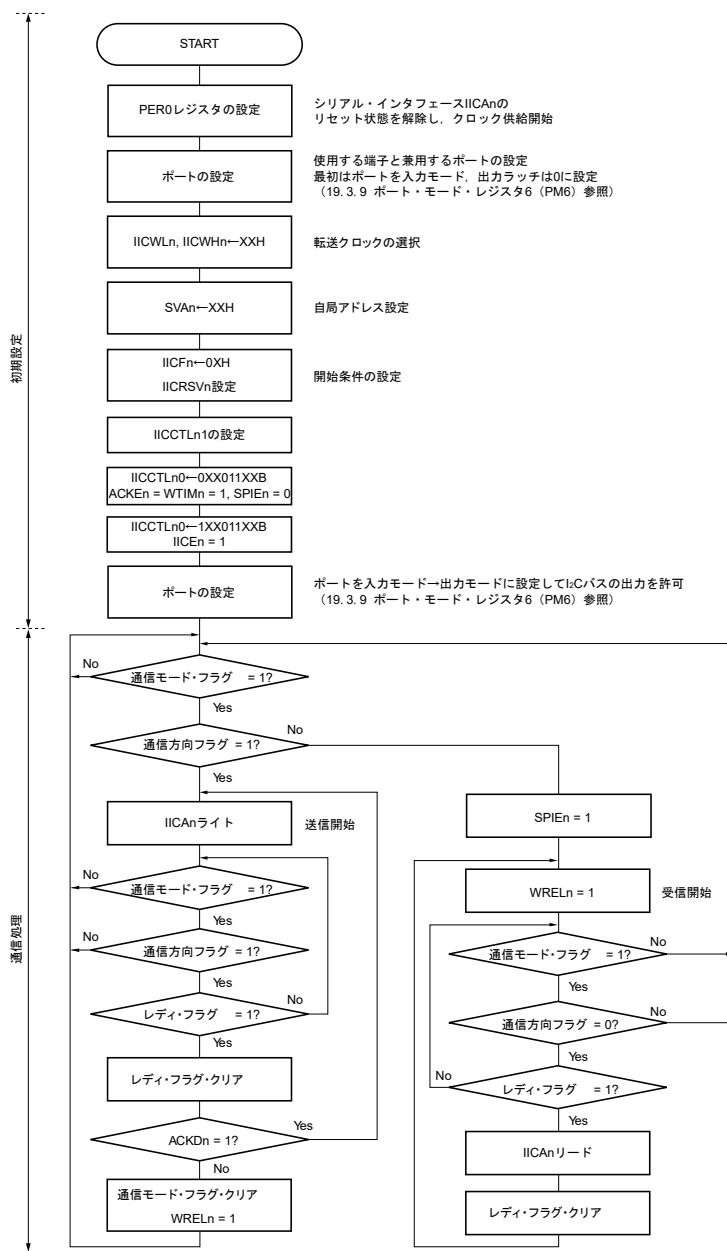 START
PER0レジスタの設定
シリアル・インタフェースIICAnの
リセット状態を解除し，クロック供給開始
ポートの設定
使用する端子と兼用するポートの設定
最初はポートを入力モード，出力ラッチは0に設定
（19. 3. 9 ポート・モード・レジスタ6（PM6）参照）
IICWLn, IICWHn←XXH
転送クロックの選択
SVAn←XXH
自局アドレス設定
IICFn←0XH
IICRSVn設定
開始条件の設定
IICCTLn1の設定
IICCTLn0←0XX011XXB
ACKEn = WTIMn = 1, SPIEn = 0
IICCTLn0←1XX011XXB
IICEn = 1
ポートの設定
ポートを入力モード→出力モードに設定してI2Cバスの出力を許可
（19. 3. 9 ポート・モード・レジスタ6（PM6）参照）
初期設定
通信モード・フラグ = 1?
No
Yes
通信方向フラグ = 1?
No
Yes
IICAnライト
送信開始
通信モード・フラグ = 1?
No
Yes
通信方向フラグ = 1?
No
Yes
レディ・フラグ = 1?
No
Yes
レディ・フラグ・クリア
ACKDn = 1?
Yes
No
通信モード・フラグ・クリア
WRELn = 1
SPIEn = 1
WRELn = 1
受信開始
通信モード・フラグ = 1?
No
Yes
通信方向フラグ = 0?
No
Yes
レディ・フラグ = 1?
No
Yes
IICAnリード
レディ・フラグ・クリア
通信処理